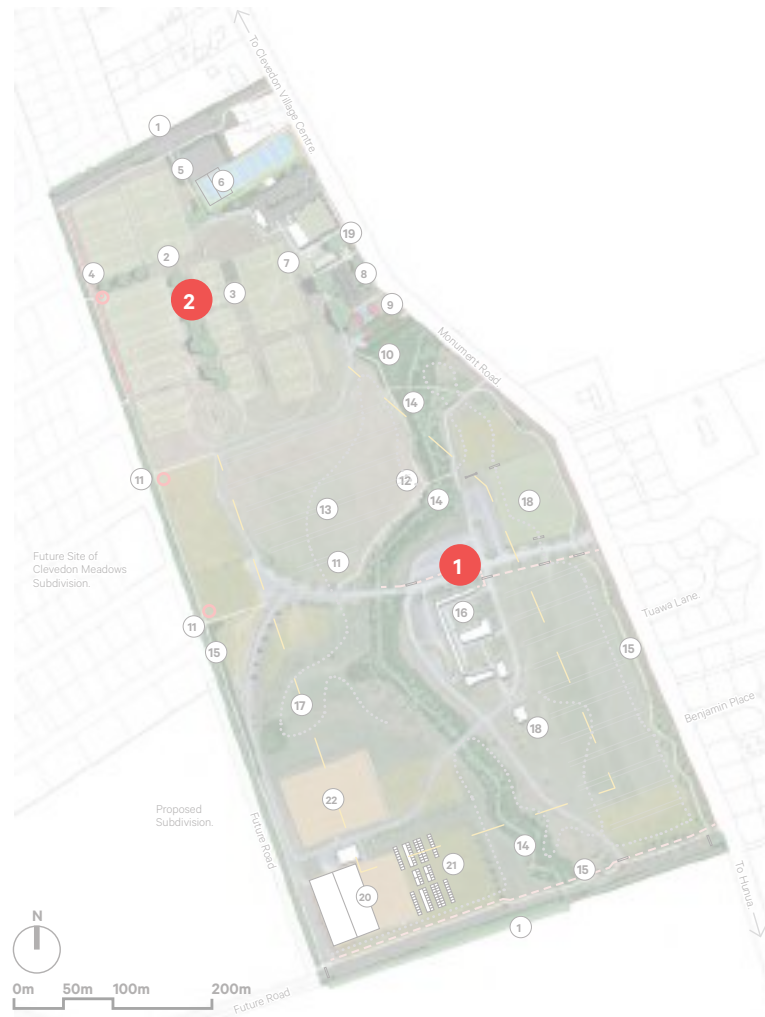 To Clevedon Village Centre.
1
5
6
19
2
7
4
8
3
2
9
10
Monument Road
14
11
12
14
13
18
Future Site of
Clevedon Meadows
Subdivision.
11
1
16
Tuawa Lane.
11
15
15
17
Benjamin Place
18
22
Proposed
Subdivision.
Future Road
14
21
15
20
To Hunua.
1
N
0m 50m 100m 200m
Future Road